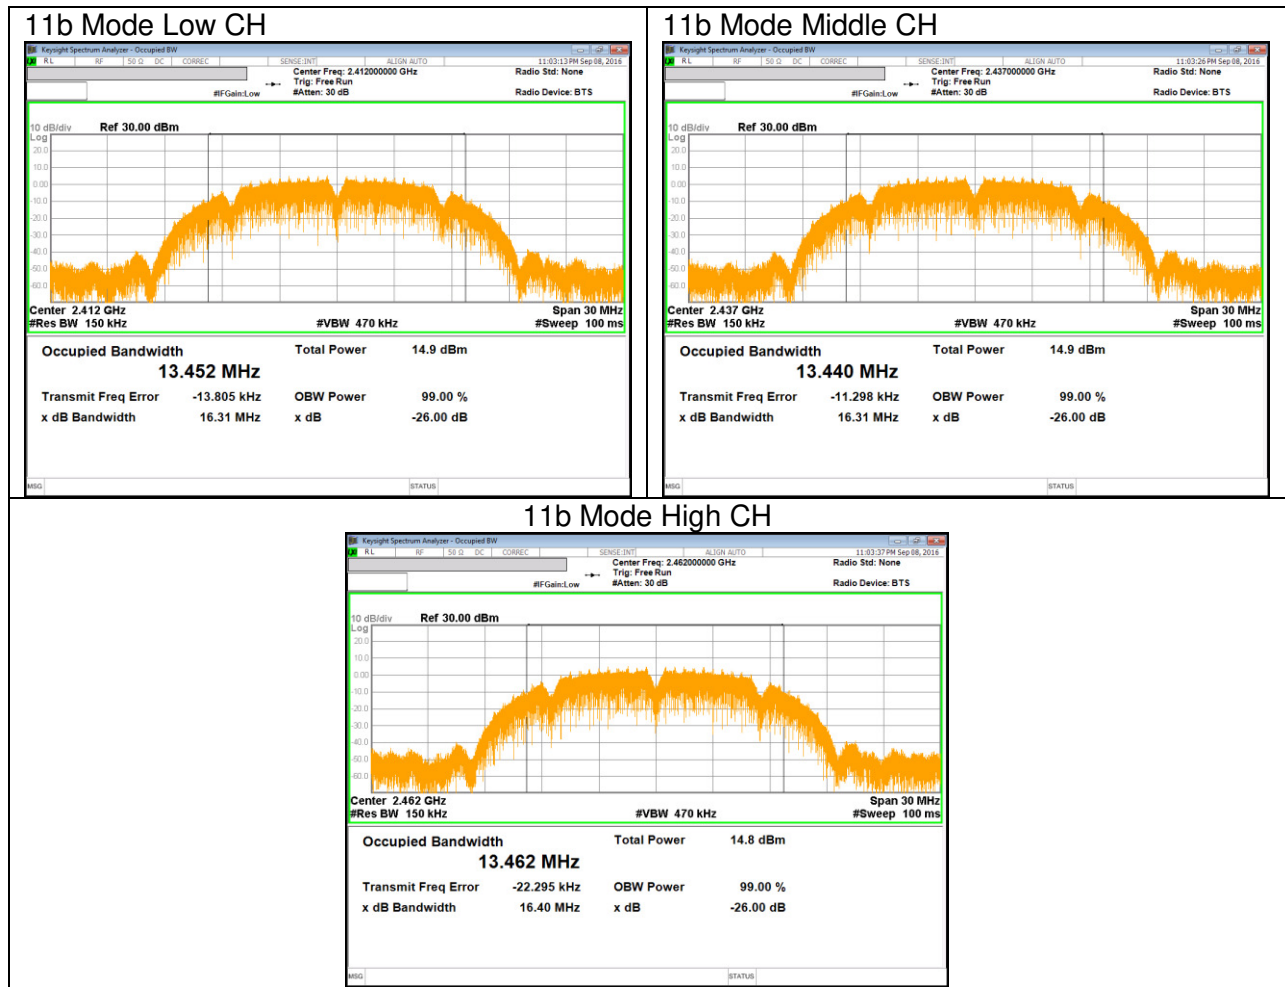 11b Mode Low CH
Keysight Spectrum Analyzer - Occupied BW
RL RF 50 Ω DC CORREC SENSE:INT ALIGN AUTO 11:03:13 PM Sep 08, 2016
Center Freq: 2.412000000 GHz Radio Std: None
Trig: Free Run
#IFGain:Low #Atten: 30 dB Radio Device: BTS
10 dB/div Ref 30.00 dBm
Log
20.0
10.0
0.00
-10.0
-20.0
-30.0
-40.0
-50.0
-60.0
Center 2.412 GHz Span 30 MHz
#Res BW 150 kHz #VBW 470 kHz #Sweep 100 ms
Occupied Bandwidth Total Power 14.9 dBm
13.452 MHz
Transmit Freq Error -13.805 kHz OBW Power 99.00 %
x dB Bandwidth 16.31 MHz x dB -26.00 dB
MSG STATUS
11b Mode Middle CH
Keysight Spectrum Analyzer - Occupied BW
RL RF 50 Ω DC CORREC SENSE:INT ALIGN AUTO 11:03:26 PM Sep 08, 2016
Center Freq: 2.437000000 GHz Radio Std: None
Trig: Free Run
#IFGain:Low #Atten: 30 dB Radio Device: BTS
10 dB/div Ref 30.00 dBm
Log
20.0
10.0
0.00
-10.0
-20.0
-30.0
-40.0
-50.0
-60.0
Center 2.437 GHz Span 30 MHz
#Res BW 150 kHz #VBW 470 kHz #Sweep 100 ms
Occupied Bandwidth Total Power 14.9 dBm
13.440 MHz
Transmit Freq Error -11.298 kHz OBW Power 99.00 %
x dB Bandwidth 16.31 MHz x dB -26.00 dB
MSG STATUS
11b Mode High CH
Keysight Spectrum Analyzer - Occupied BW
RL RF 50 Ω DC CORREC SENSE:INT ALIGN AUTO 11:03:37 PM Sep 08, 2016
Center Freq: 2.462000000 GHz Radio Std: None
Trig: Free Run
#IFGain:Low #Atten: 30 dB Radio Device: BTS
10 dB/div Ref 30.00 dBm
Log
20.0
10.0
0.00
-10.0
-20.0
-30.0
-40.0
-50.0
-60.0
Center 2.462 GHz Span 30 MHz
#Res BW 150 kHz #VBW 470 kHz #Sweep 100 ms
Occupied Bandwidth Total Power 14.8 dBm
13.462 MHz
Transmit Freq Error -22.295 kHz OBW Power 99.00 %
x dB Bandwidth 16.40 MHz x dB -26.00 dB
MSG STATUS